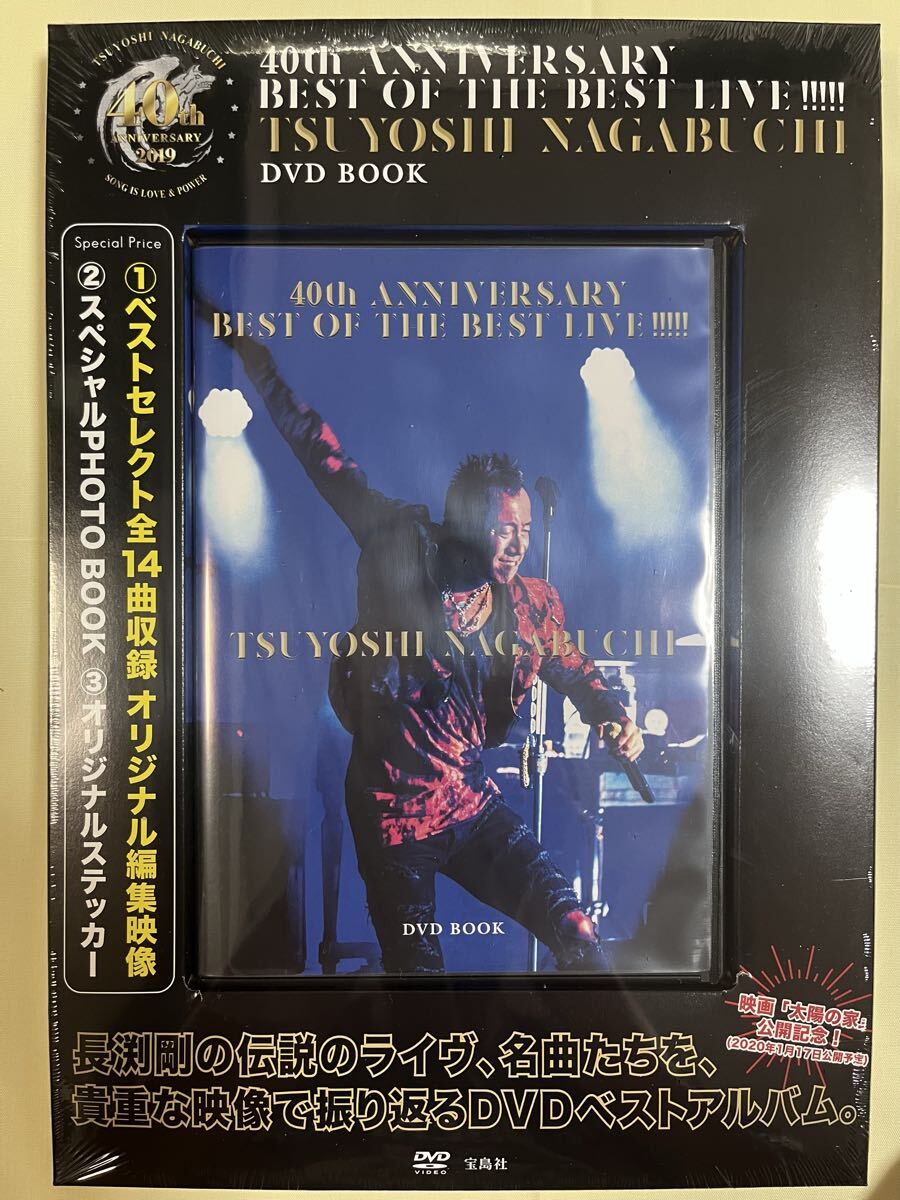 TSUYOSHI NAGABUCHI
40th
ANNIVERSARY
2019
SONG IS LOVE & POWER
40th ANNIVERSARY
BEST OF THE BEST LIVE!!!!!
TSUYOSHI NAGABUCHI
DVD BOOK
Special Price
①ベストセレクト全14曲収録 オリジナル編集映像
②スペシャルPHOTO BOOK ③オリジナルステッカー
40th ANNIVERSARY
BEST OF THE BEST LIVE!!!!!
TSUYOSHI NAGABUCHI
DVD BOOK
映画「太陽の家」
公開記念!
(2020年1月17日公開予定)
長渕剛の伝説のライヴ、名曲たちを、
貴重な映像で振り返るDVDベストアルバム。
DVD
VIDEO
宝島社